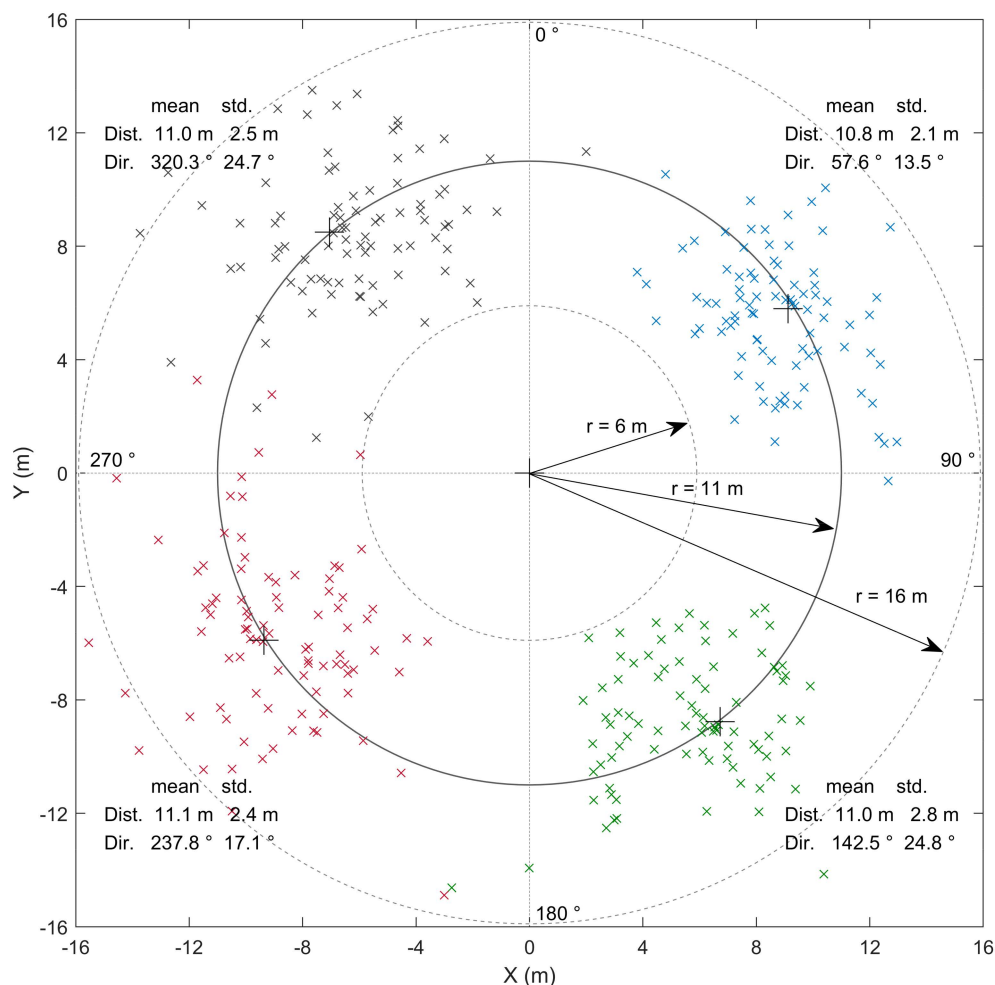 16
0 °
mean std.
Dist. 11.0 m 2.5 m
Dir. 320.3 ° 24.7 °
mean std.
Dist. 10.8 m 2.1 m
Dir. 57.6 ° 13.5 °
12
8
4
r = 6 m
270 °
90 °
0
r = 11 m
Y (m)
-4
r = 16 m
-8
mean std.
Dist. 11.1 m 2.4 m
Dir. 237.8 ° 17.1 °
mean std.
Dist. 11.0 m 2.8 m
Dir. 142.5 ° 24.8 °
-12
180 °
-16
-16 -12 -8 -4 0 4 8 12 16
X (m)